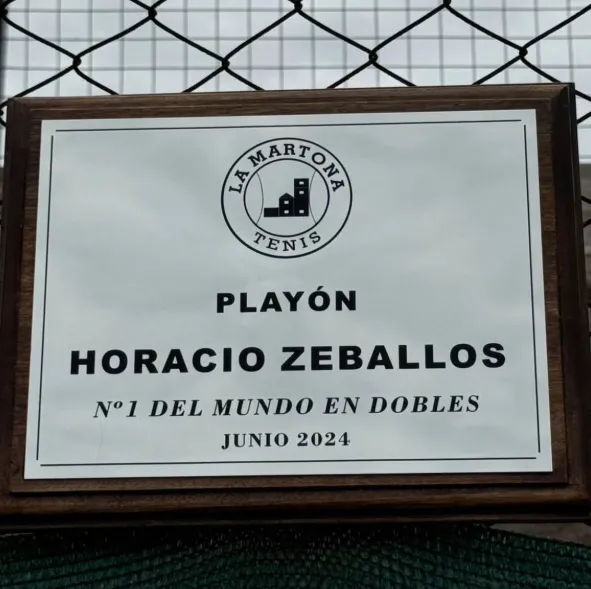 LA MARTONA
TENIS
PLAYÓN
HORACIO ZEBALLOS
Nº1 DEL MUNDO EN DOBLES
JUNIO 2024